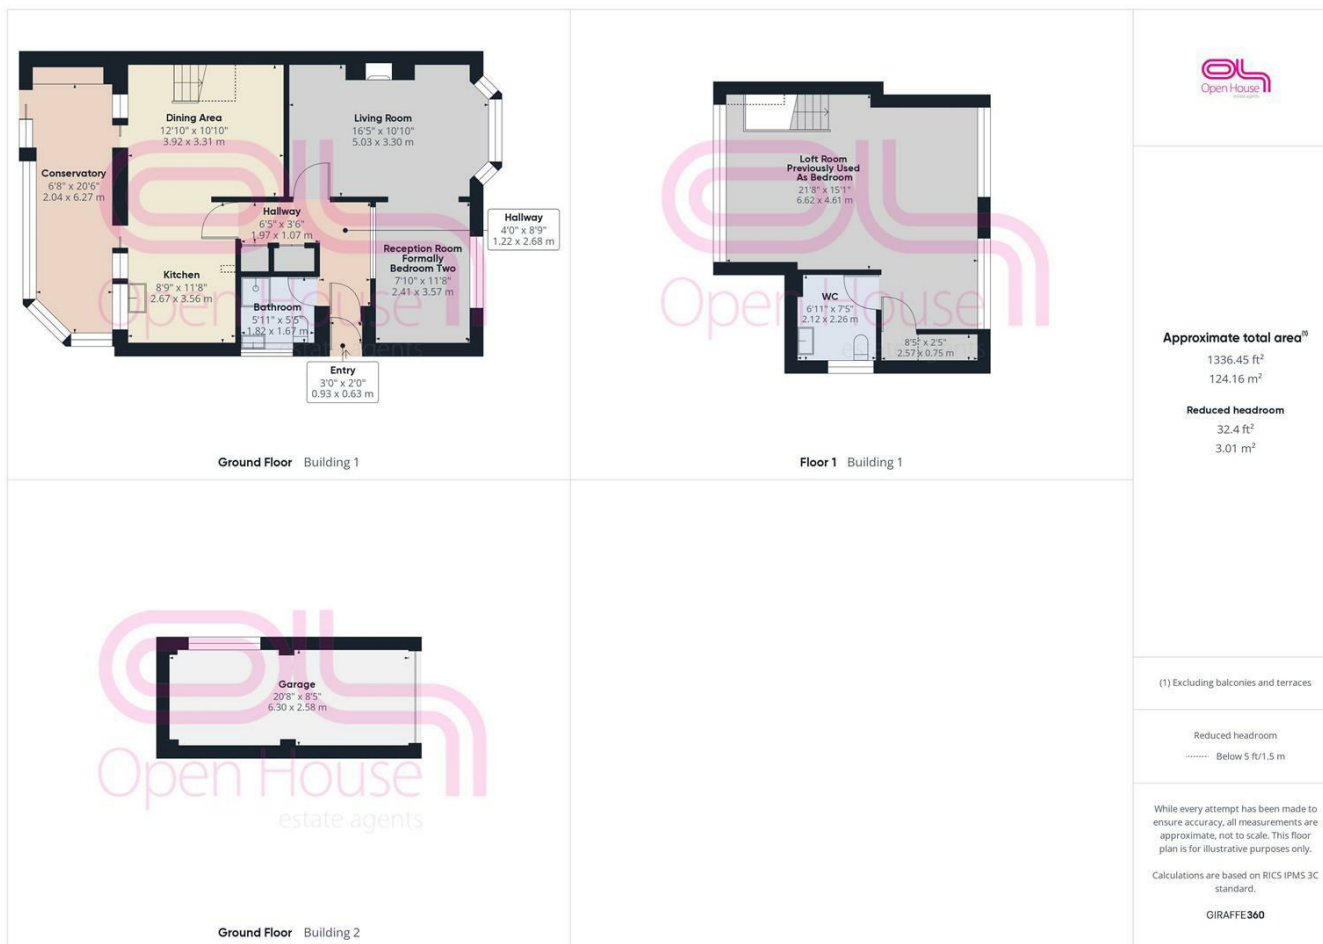 Dining Area
12'10" x 10'10"
3.92 x 3.31 m
Living Room
16'5" x 10'10"
5.03 x 3.30 m
Conservatory
6'8" x 20'6"
2.04 x 6.27 m
Hallway
6'5" x 3'6"
1.97 x 1.07 m
Hallway
4'0" x 8'9"
1.22 x 2.68 m
Reception Room
Formally
Bedroom Two
7'10" x 11'8"
2.41 x 3.57 m
Kitchen
8'9" x 11'8"
2.67 x 3.56 m
Bathroom
5'11" x 5'5"
1.82 x 1.67 m
Entry
3'0" x 2'0"
0.93 x 0.63 m
Open House
estate agents
Ground Floor Building 1
Loft Room
Previously Used
As Bedroom
21'8" x 15'1"
6.62 x 4.61 m
WC
6'11" x 7'5"
2.12 x 2.26 m
8'5" x 2'5"
2.57 x 0.75 m
Open House
estate agents
Floor 1 Building 1
Garage
20'8" x 8'5"
6.30 x 2.58 m
Open House
estate agents
Ground Floor Building 2
Open House
estate agents
Approximate total area(1)
1336.45 ft²
124.16 m²
Reduced headroom
32.4 ft²
3.01 m²
(1) Excluding balconies and terraces
Reduced headroom
Below 5 ft/1.5 m
While every attempt has been made to
ensure accuracy, all measurements are
approximate, not to scale. This floor
plan is for illustrative purposes only.
Calculations are based on RICS IPMS 3C
standard.
GIRAFFE360